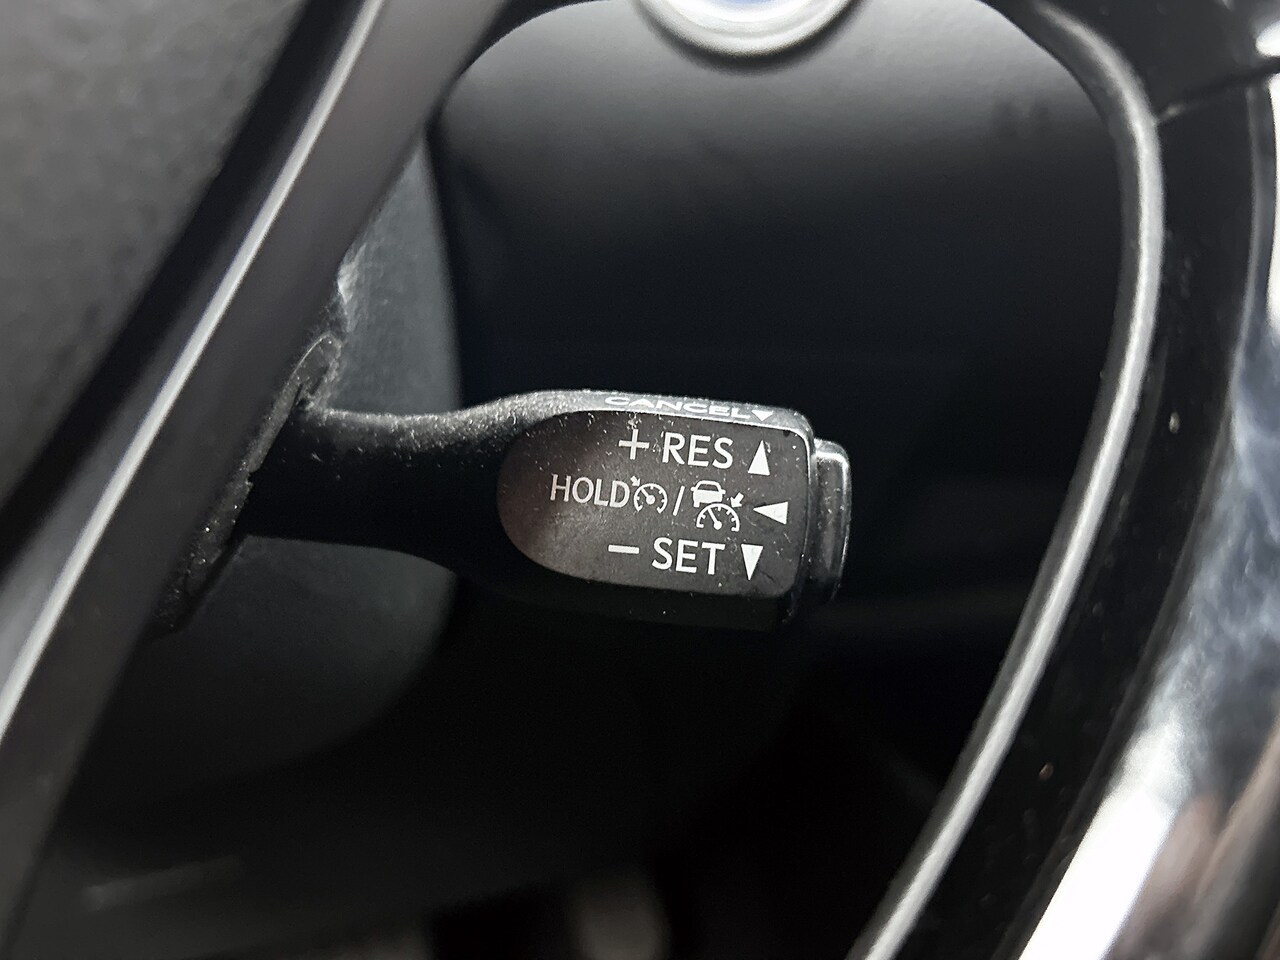 CANCEL▼
+ RES ▲
HOLD / ◀
− SET ▼